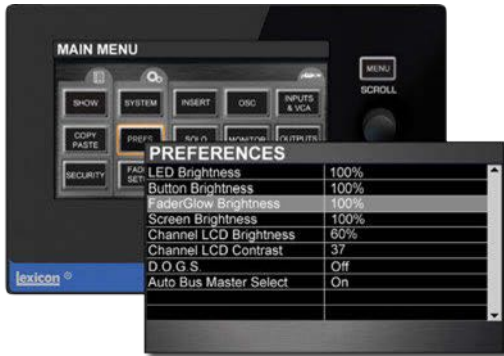 MAIN MENU
MENU
SCROLL
SHOW
SYSTEM
INSERT
OSC
INPUTS
& VCA
COPY
PASTE
PREFS
SOLO
MONITOR
OUTPUTS
SECURITY
PREFERENCES
LED Brightness 100%
Button Brightness 100%
FaderGlow Brightness 100%
Screen Brightness 100%
Channel LCD Brightness 60%
Channel LCD Contrast 37
D.O.G.S. Off
Auto Bus Master Select On
lexicon